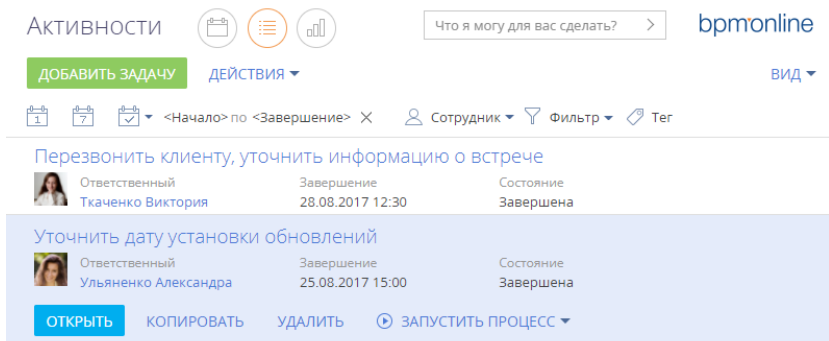 Активности Что я могу для вас сделать? bpmonline
ДОБАВИТЬ ЗАДАЧУ ДЕЙСТВИЯ ВИД
1 7 <Начало> по <Завершение> Сотрудник Фильтр Тег
Перезвонить клиенту, уточнить информацию о встрече
Ответственный Завершение Состояние
Ткаченко Виктория 28.08.2017 12:30 Завершена
Уточнить дату установки обновлений
Ответственный Завершение Состояние
Ульяненко Александра 25.08.2017 15:00 Завершена
ОТКРЫТЬ КОПИРОВАТЬ УДАЛИТЬ ЗАПУСТИТЬ ПРОЦЕСС